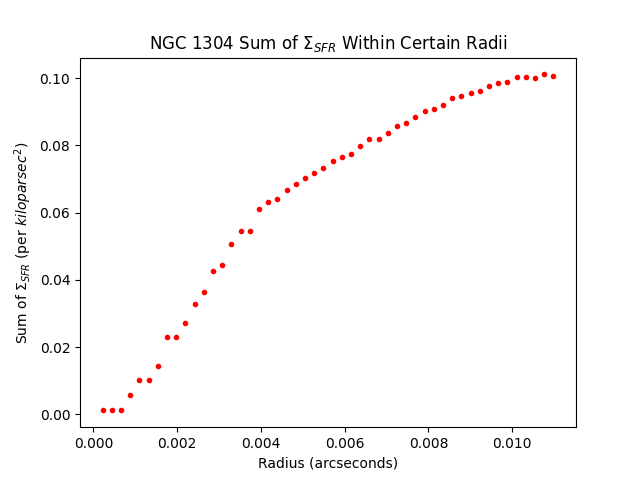 NGC 1304 Sum of Σ_SFR Within Certain Radii
Sum of Σ_SFR (per kiloparsec²)
0.10
0.08
0.06
0.04
0.02
0.00
0.000 0.002 0.004 0.006 0.008 0.010
Radius (arcseconds)